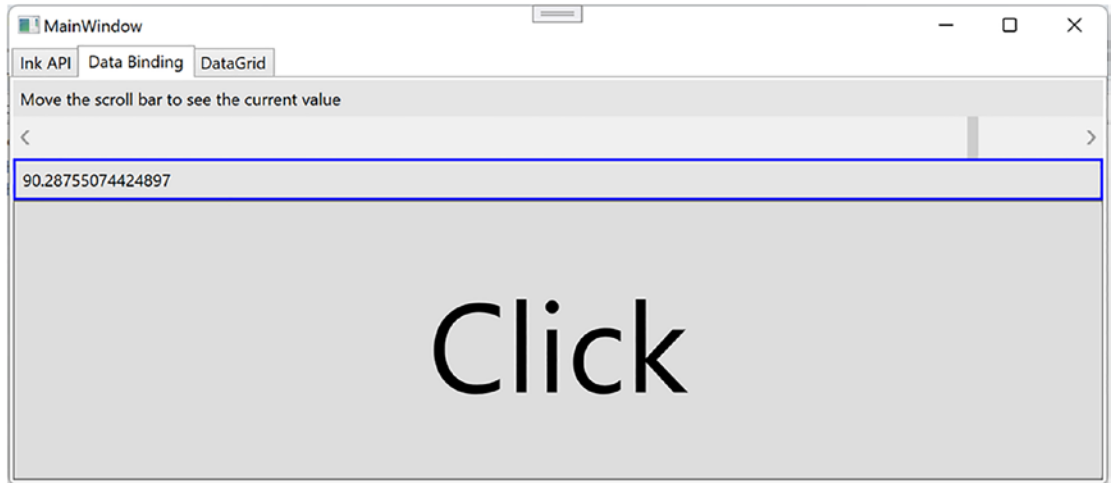 MainWindow
Ink API Data Binding DataGrid
Move the scroll bar to see the current value
90.28755074424897
Click